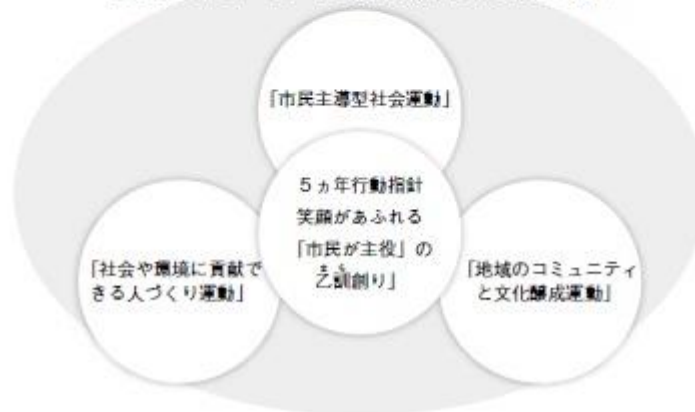 「市民主導型社会運動」
5ヵ年行動指針
笑顔があふれる
「市民が主役」の
乙訓創り」
「社会や環境に貢献で
きる人づくり運動」
「地域のコミュニティ
と文化醸成運動」